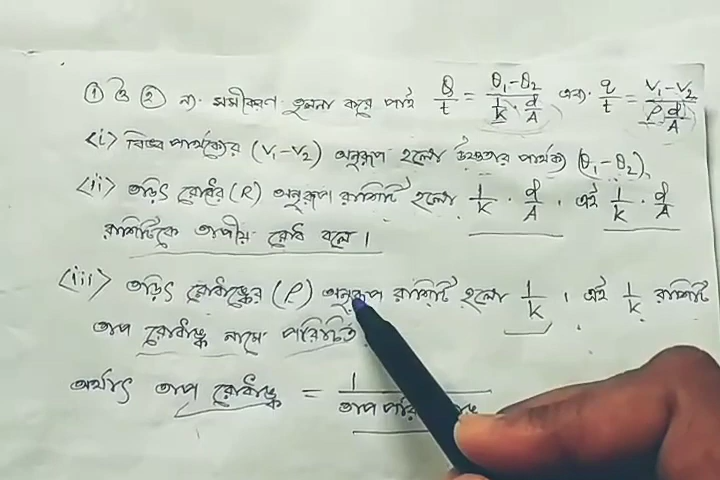 ① ও ② নং সমীকরণ তুলনা করে পাই Q/t = (θ₁-θ₂)/(1/K · d/A) এবং q/t = (V₁-V₂)/(ρ d/A)
<i> বিভব পার্থক্যের (V₁-V₂) অনুরূপ হলো উষ্ণতার পার্থক্য (θ₁-θ₂),
<ii> তড়িৎ রোধের (R) অনুরূপ রাশিটি হলো 1/K · d/A , এই 1/K · d/A
রাশিটিকে তাপীয় রোধ বলে।
<iii> তড়িৎ রোধাঙ্কের (ρ) অনুরূপ রাশিটি হলো 1/K , এই 1/K রাশিটি
তাপ রোধাঙ্ক নামে পরিচিত
অর্থাৎ তাপ রোধাঙ্ক = 1/তাপ